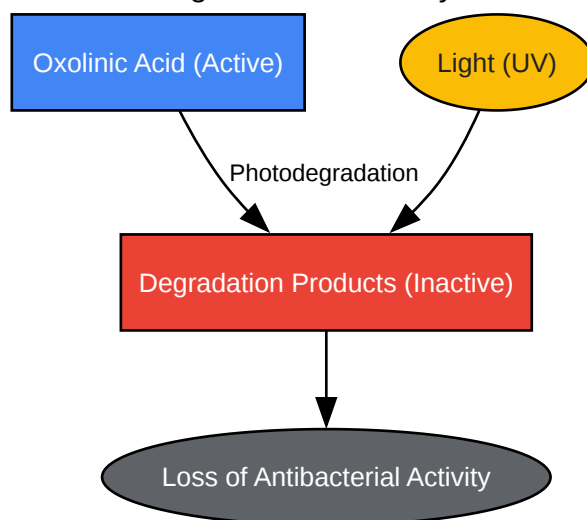 Oxolinic Acid (Active)
Light (UV)
Photodegradation
Degradation Products (Inactive)
Loss of Antibacterial Activity